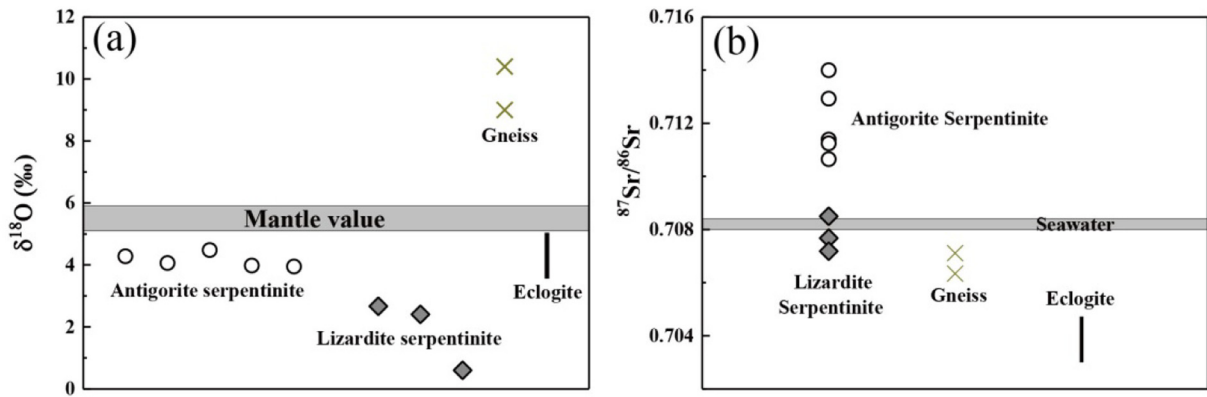 (a)
12
10
8
6
4
2
0
δ¹⁸O (‰)
Gneiss
Mantle value
Antigorite serpentinite
Eclogite
Lizardite serpentinite
(b)
0.716
0.712
0.708
0.704
⁸⁷Sr/⁸⁶Sr
Antigorite Serpentinite
Seawater
Lizardite
Serpentinite
Gneiss
Eclogite